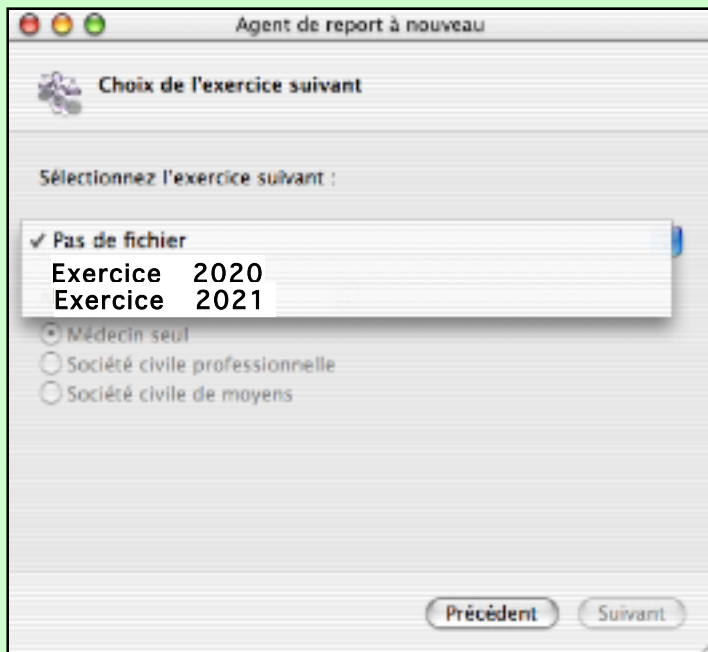 Agent de report à nouveau
Choix de l'exercice suivant
Sélectionnez l'exercice suivant :
✓ Pas de fichier
Exercice 2020
Exercice 2021
Médecin seul
Société civile professionnelle
Société civile de moyens
Précédent Suivant